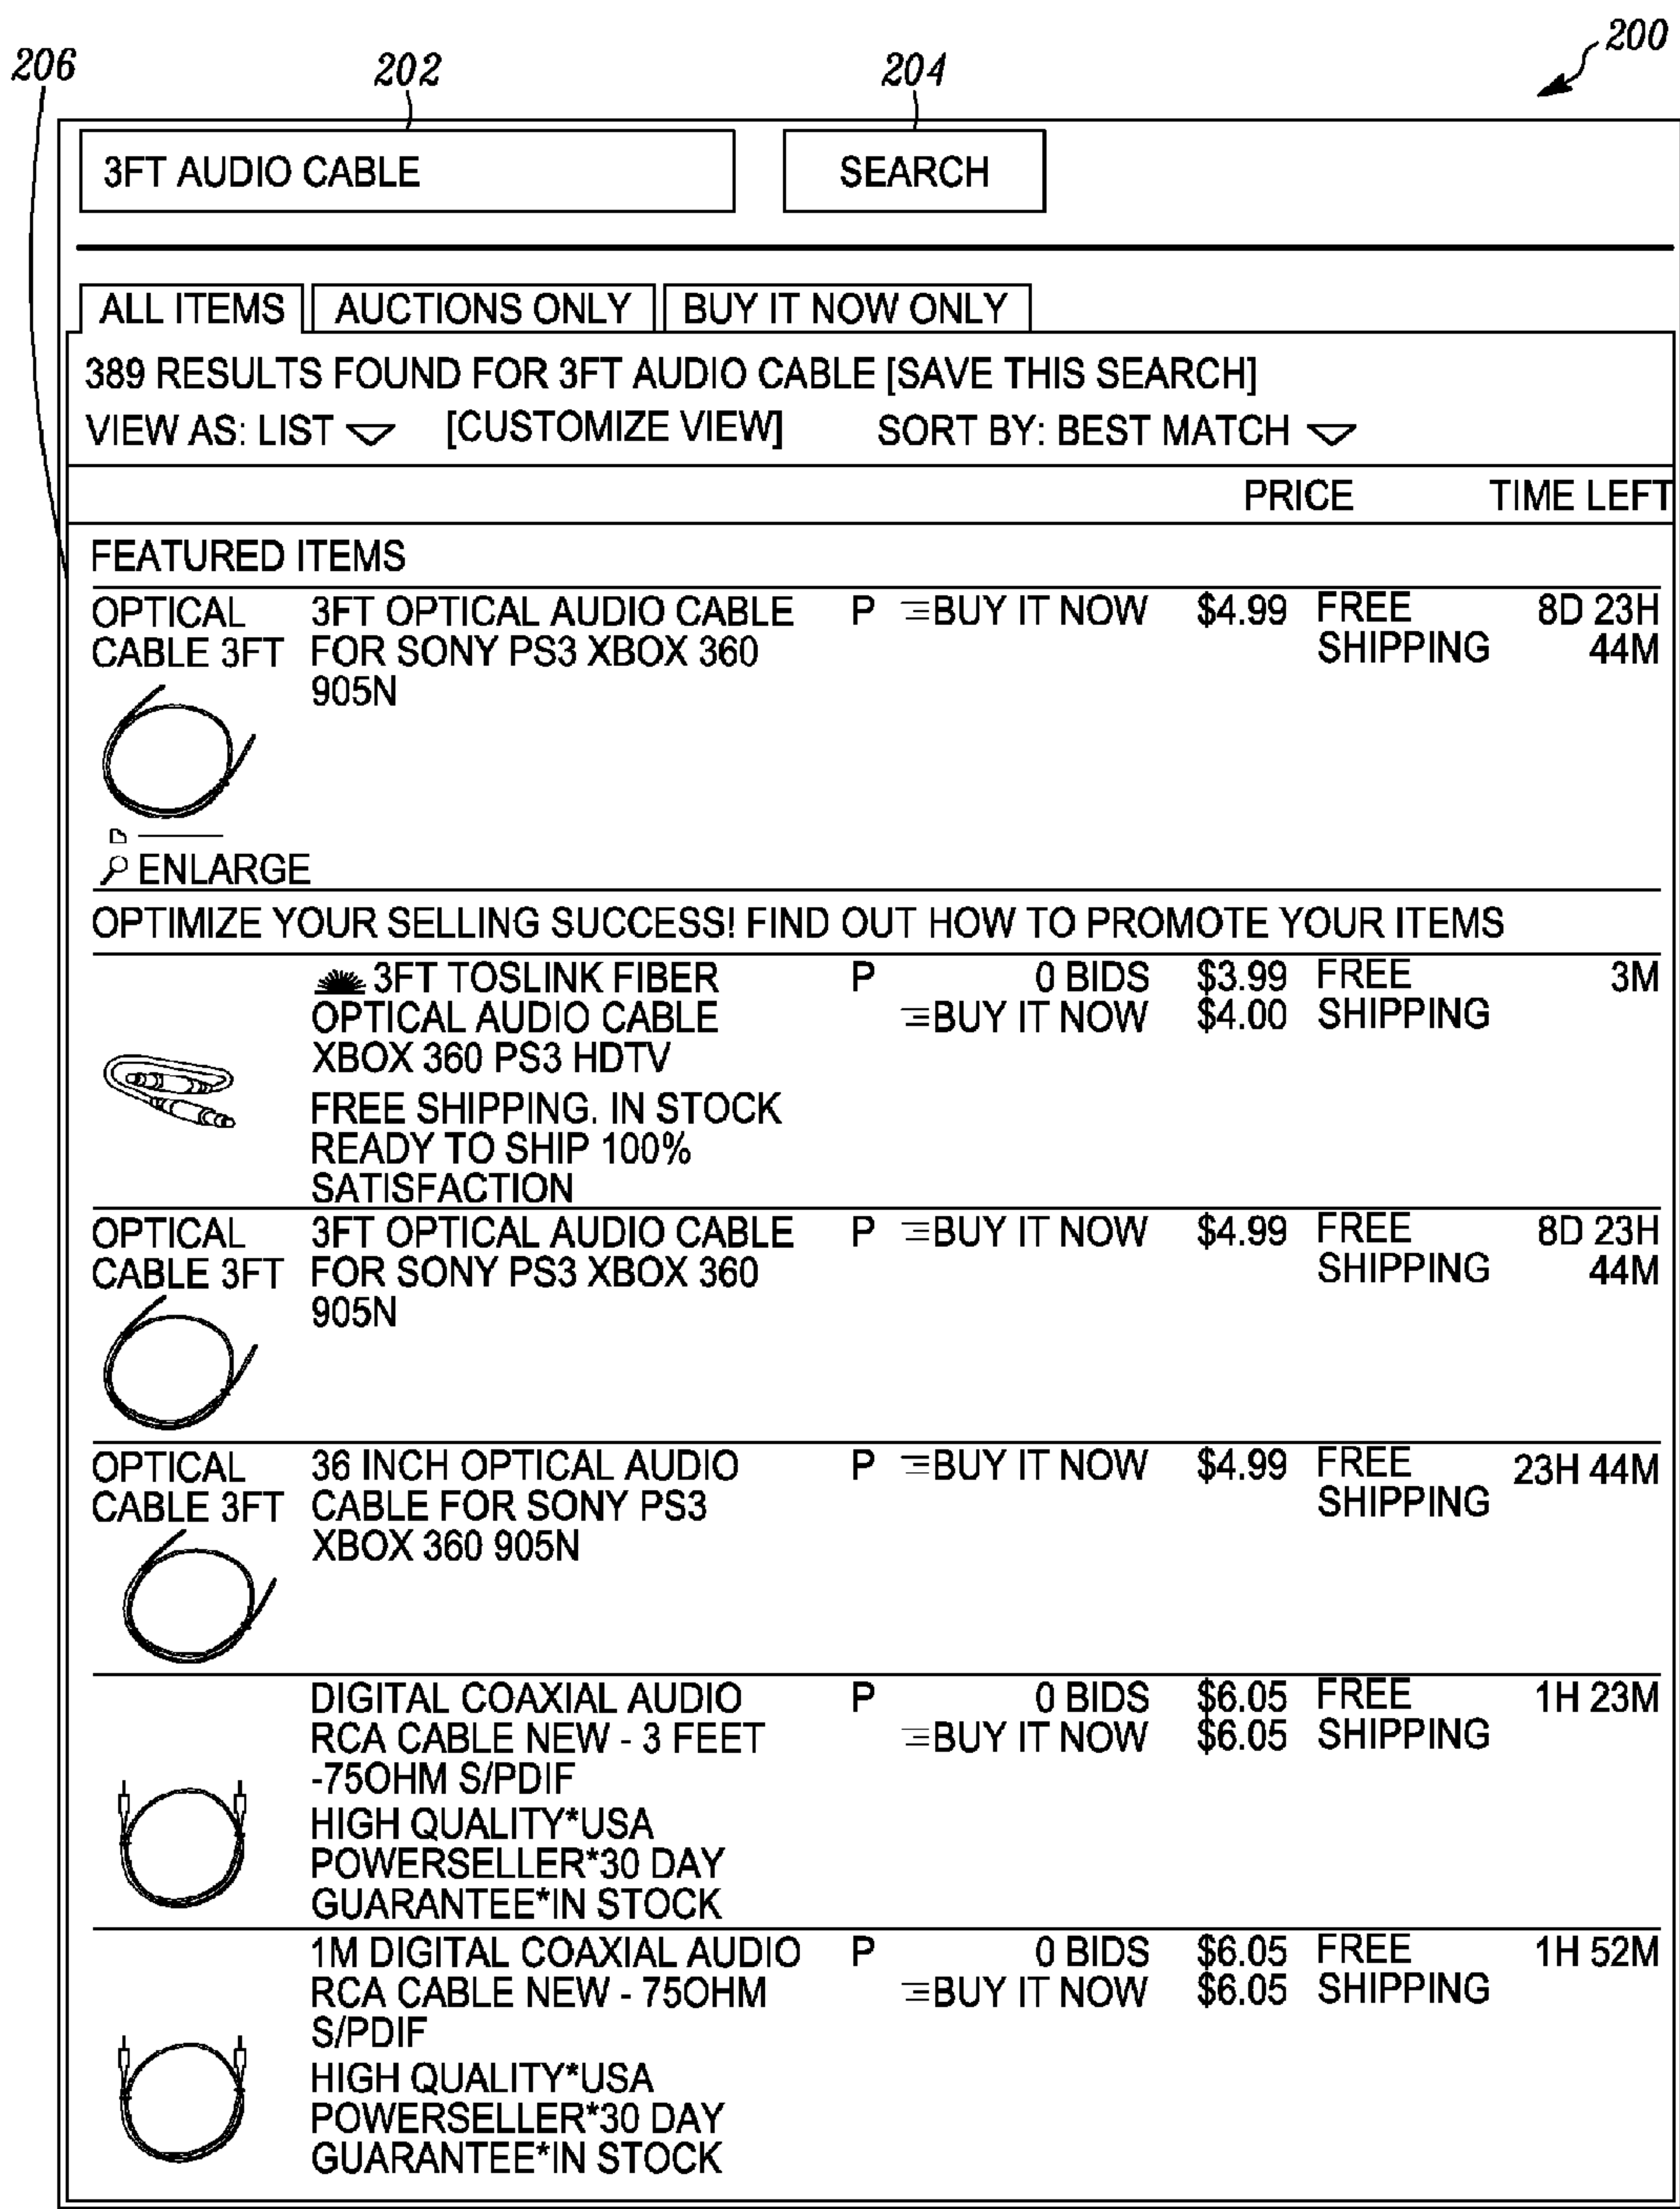 200
206 202 204
3FT AUDIO CABLE SEARCH
ALL ITEMS AUCTIONS ONLY BUY IT NOW ONLY
389 RESULTS FOUND FOR 3FT AUDIO CABLE [SAVE THIS SEARCH]
VIEW AS: LIST [CUSTOMIZE VIEW] SORT BY: BEST MATCH
PRICE TIME LEFT
FEATURED ITEMS
OPTICAL 3FT OPTICAL AUDIO CABLE P BUY IT NOW $4.99 FREE 8D 23H
CABLE 3FT FOR SONY PS3 XBOX 360 SHIPPING 44M
905N
ENLARGE
OPTIMIZE YOUR SELLING SUCCESS! FIND OUT HOW TO PROMOTE YOUR ITEMS
3FT TOSLINK FIBER P 0 BIDS $3.99 FREE 3M
OPTICAL AUDIO CABLE BUY IT NOW $4.00 SHIPPING
XBOX 360 PS3 HDTV
FREE SHIPPING. IN STOCK
READY TO SHIP 100%
SATISFACTION
OPTICAL 3FT OPTICAL AUDIO CABLE P BUY IT NOW $4.99 FREE 8D 23H
CABLE 3FT FOR SONY PS3 XBOX 360 SHIPPING 44M
905N
OPTICAL 36 INCH OPTICAL AUDIO P BUY IT NOW $4.99 FREE 23H 44M
CABLE 3FT CABLE FOR SONY PS3 SHIPPING
XBOX 360 905N
DIGITAL COAXIAL AUDIO P 0 BIDS $6.05 FREE 1H 23M
RCA CABLE NEW - 3 FEET BUY IT NOW $6.05 SHIPPING
-75OHM S/PDIF
HIGH QUALITY*USA
POWERSELLER*30 DAY
GUARANTEE*IN STOCK
1M DIGITAL COAXIAL AUDIO P 0 BIDS $6.05 FREE 1H 52M
RCA CABLE NEW - 75OHM BUY IT NOW $6.05 SHIPPING
S/PDIF
HIGH QUALITY*USA
POWERSELLER*30 DAY
GUARANTEE*IN STOCK